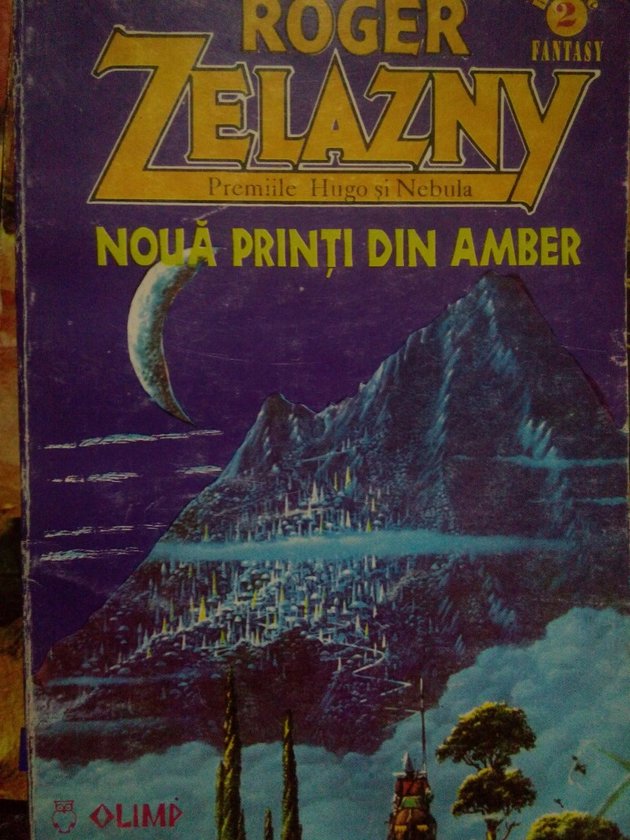 ROGER
2
FANTASY
ZELAZNY
Premiile Hugo și Nebula
NOUĂ PRINȚI DIN AMBER
OLIMP